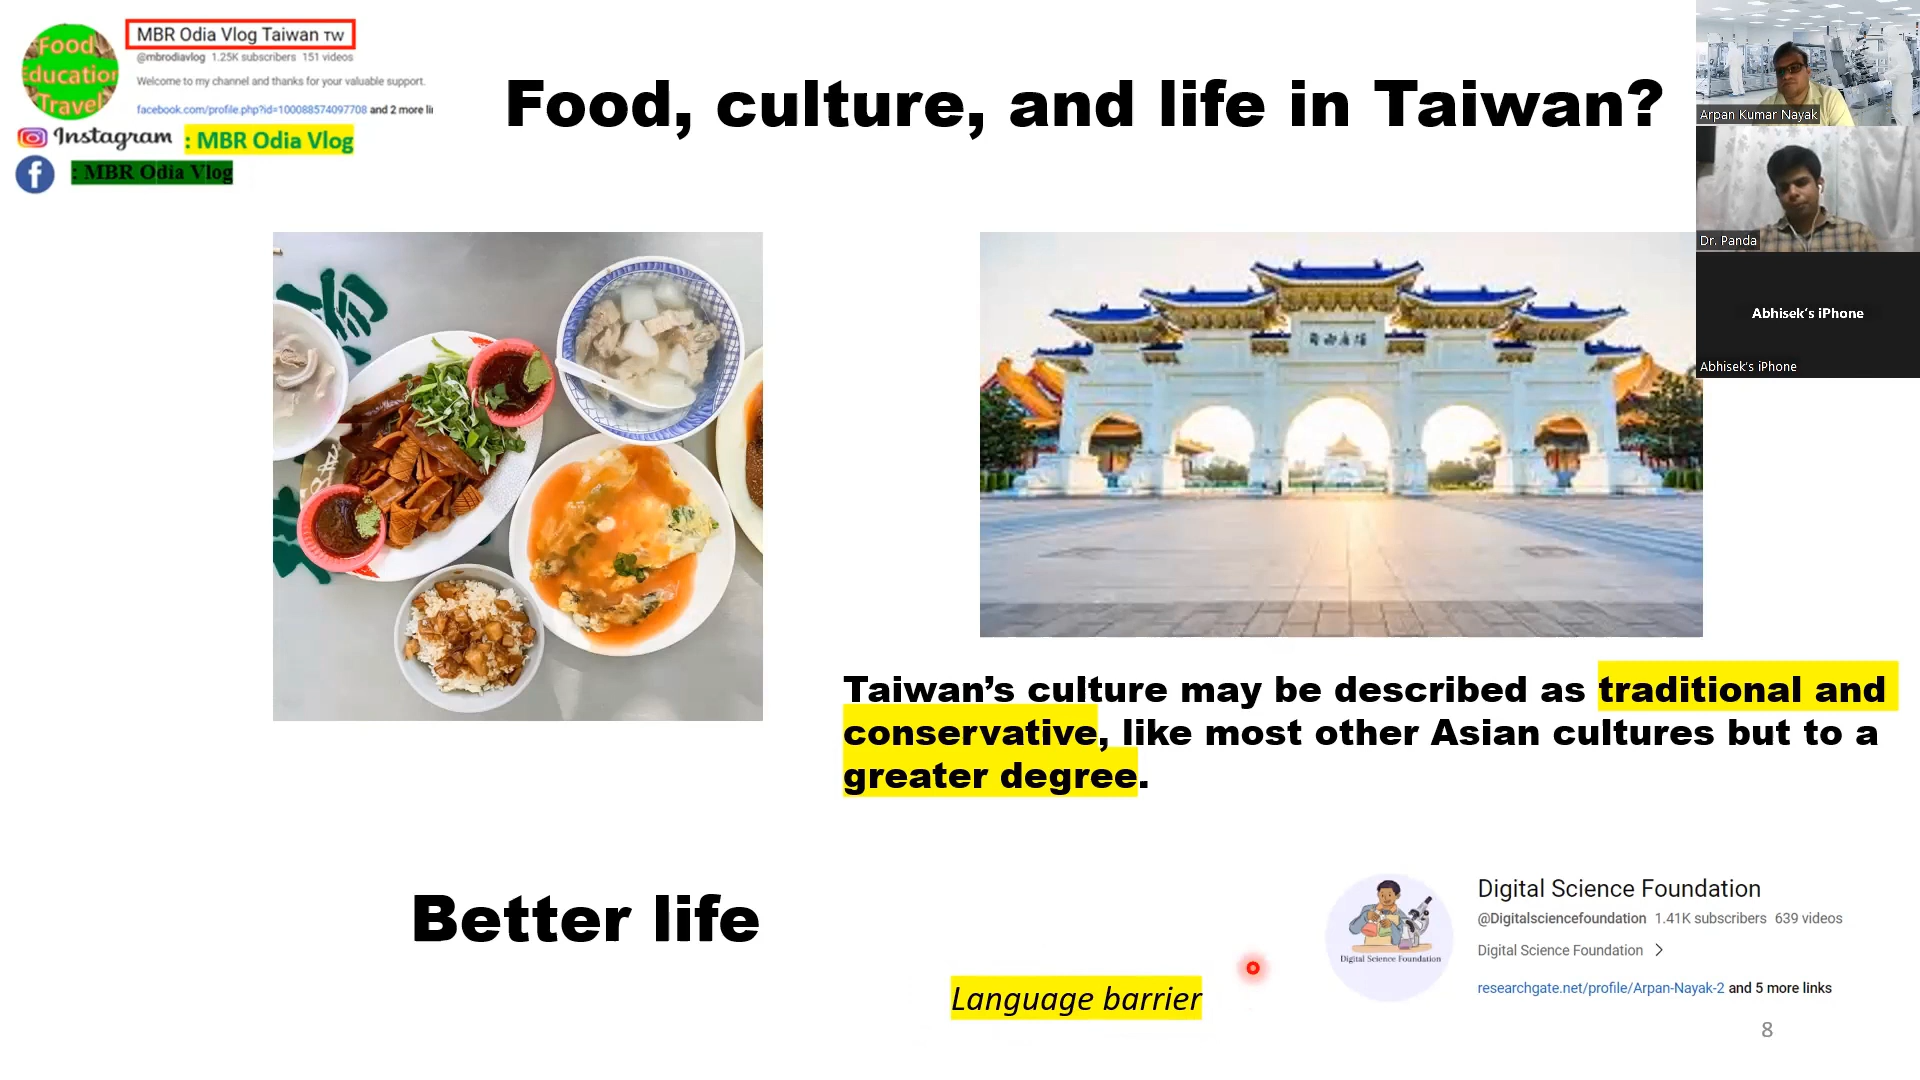 Food
Education
Travel
MBR Odia Vlog Taiwan TW
@mbrodiavlog 1.25K subscribers 151 videos
Welcome to my channel and thanks for your valuable support.
facebook.com/profile.php?id=100088574097708 and 2 more li
Instagram : MBR Odia Vlog
f : MBR Odia Vlog
Food, culture, and life in Taiwan?
Arpan Kumar Nayak
Dr. Panda
Abhisek's iPhone
Abhisek's iPhone
Taiwan’s culture may be described as traditional and
conservative, like most other Asian cultures but to a
greater degree.
Better life
Language barrier
Digital Science Foundation
Digital Science Foundation
@Digitalsciencefoundation 1.41K subscribers 639 videos
Digital Science Foundation >
researchgate.net/profile/Arpan-Nayak-2 and 5 more links
8